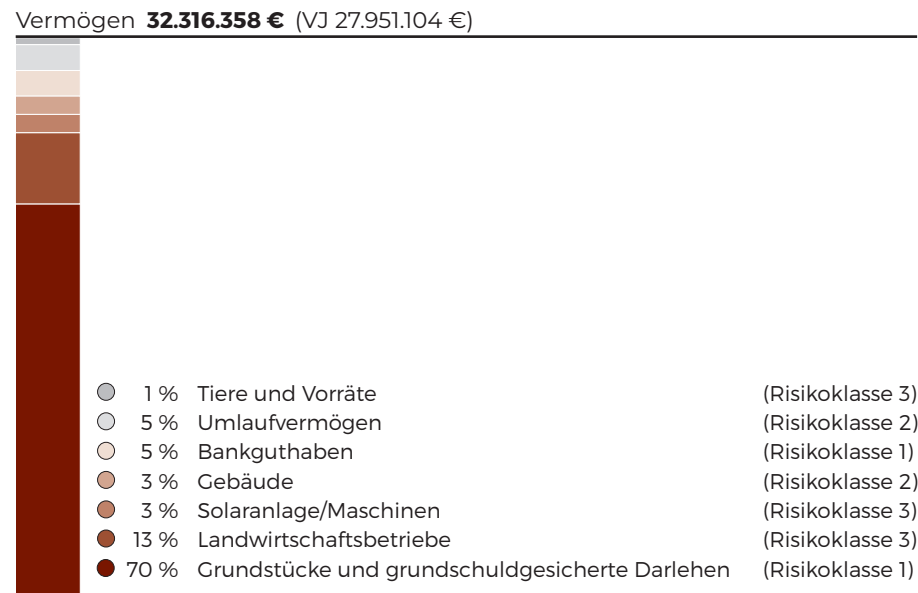 Vermögen 32.316.358 € (VJ 27.951.104 €)
1 % Tiere und Vorräte (Risikoklasse 3)
5 % Umlaufvermögen (Risikoklasse 2)
5 % Bankguthaben (Risikoklasse 1)
3 % Gebäude (Risikoklasse 2)
3 % Solaranlage/Maschinen (Risikoklasse 3)
13 % Landwirtschaftsbetriebe (Risikoklasse 3)
70 % Grundstücke und grundschuldgesicherte Darlehen (Risikoklasse 1)